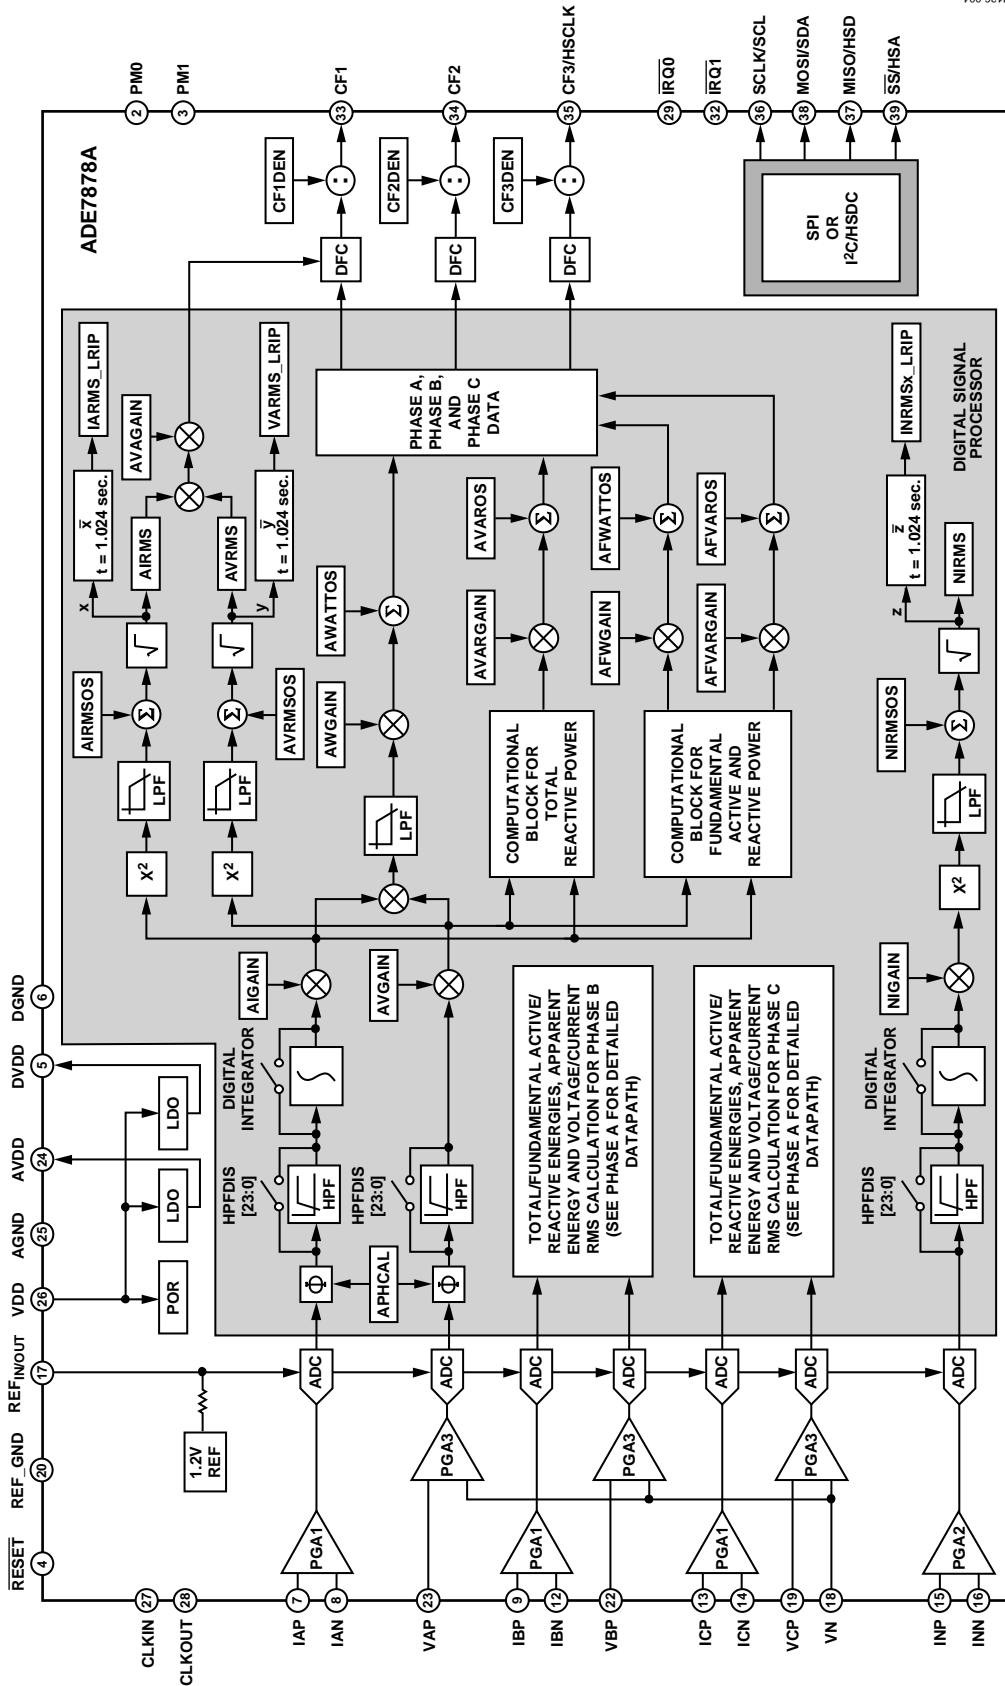 RESET
4
REF_GND
20
REFIN/OUT
17
VDD
26
AGND
25
AVDD
24
DVDD
5
DGND
6
ADE7878A
CLKIN
27
CLKOUT
28
1.2V
REF
POR
LDO
LDO
2
PM0
3
PM1
IAP
7
IAN
8
PGA1
ADC
Φ
HPFDIS
[23:0]
HPF
DIGITAL
INTEGRATOR
AIGAIN
APHCAL
VAP
23
PGA3
ADC
Φ
HPFDIS
[23:0]
HPF
AVGAIN
X2
LPF
AIRMSOS
Σ
√
x
x
t = 1.024 sec.
IARMS_LRIP
AIRMS
AVAGAIN
X2
LPF
AVRMSOS
Σ
√
AVRMS
y
y
t = 1.024 sec.
VARMS_LRIP
LPF
AWGAIN
AWATTOS
Σ
IBP
9
IBN
12
PGA1
ADC
VBP
22
PGA3
ADC
TOTAL/FUNDAMENTAL ACTIVE/
REACTIVE ENERGIES, APPARENT
ENERGY AND VOLTAGE/CURRENT
RMS CALCULATION FOR PHASE B
(SEE PHASE A FOR DETAILED
DATAPATH)
COMPUTATIONAL
BLOCK FOR
TOTAL
REACTIVE POWER
AVARGAIN
AVAROS
Σ
ICP
13
ICN
14
PGA1
ADC
VCP
19
VN
18
PGA3
ADC
TOTAL/FUNDAMENTAL ACTIVE/
REACTIVE ENERGIES, APPARENT
ENERGY AND VOLTAGE/CURRENT
RMS CALCULATION FOR PHASE C
(SEE PHASE A FOR DETAILED
DATAPATH)
COMPUTATIONAL
BLOCK FOR
FUNDAMENTAL
ACTIVE AND
REACTIVE POWER
AFWGAIN
AFWATTOS
Σ
AFVARGAIN
AFVAROS
Σ
PHASE A,
PHASE B,
AND
PHASE C
DATA
DFC
CF1DEN
:
33
CF1
DFC
CF2DEN
:
34
CF2
DFC
CF3DEN
:
35
CF3/HSCLK
29
IRQ0
32
IRQ1
SPI
OR
I2C/HSDC
36
SCLK/SCL
38
MOSI/SDA
37
MISO/HSD
39
SS/HSA
INP
15
INN
16
PGA2
ADC
HPFDIS
[23:0]
HPF
DIGITAL
INTEGRATOR
NIGAIN
X2
LPF
NIRMSOS
Σ
√
NIRMS
z
z
t = 1.024 sec.
INRMSx_LRIP
DIGITAL SIGNAL
PROCESSOR